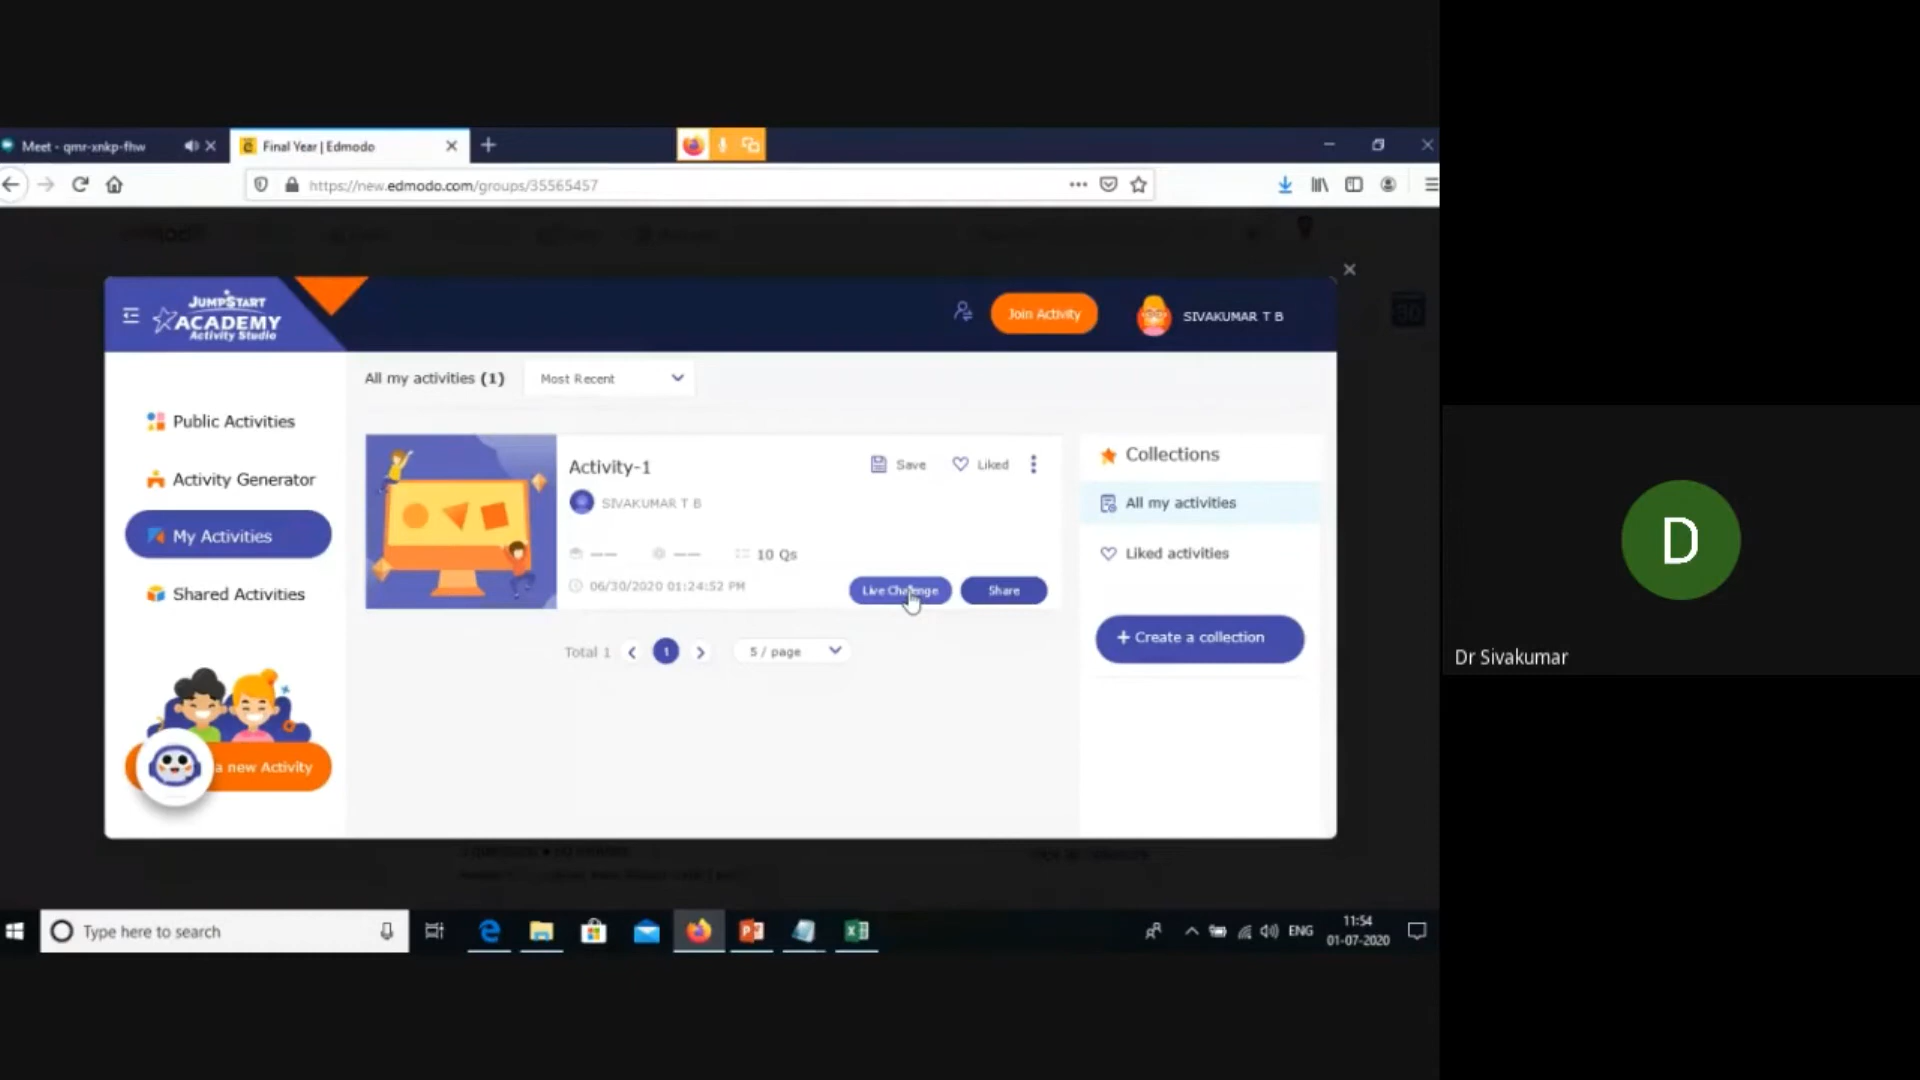 Meet - qmr-xnkp-fhw
Final Year | Edmodo
https://new.edmodo.com/groups/35565457
JUMPSTART
ACADEMY
Activity Studio
Join Activity
SIVAKUMAR T B
All my activities (1)
Most Recent
Public Activities
Activity Generator
My Activities
Shared Activities
a new Activity
Activity-1
Save
Liked
SIVAKUMAR T B
10 Qs
06/30/2020 01:24:52 PM
Live Challenge
Share
Total 1
1
5 / page
Collections
All my activities
Liked activities
+ Create a collection
D
Dr Sivakumar
Type here to search
ENG
11:54
01-07-2020